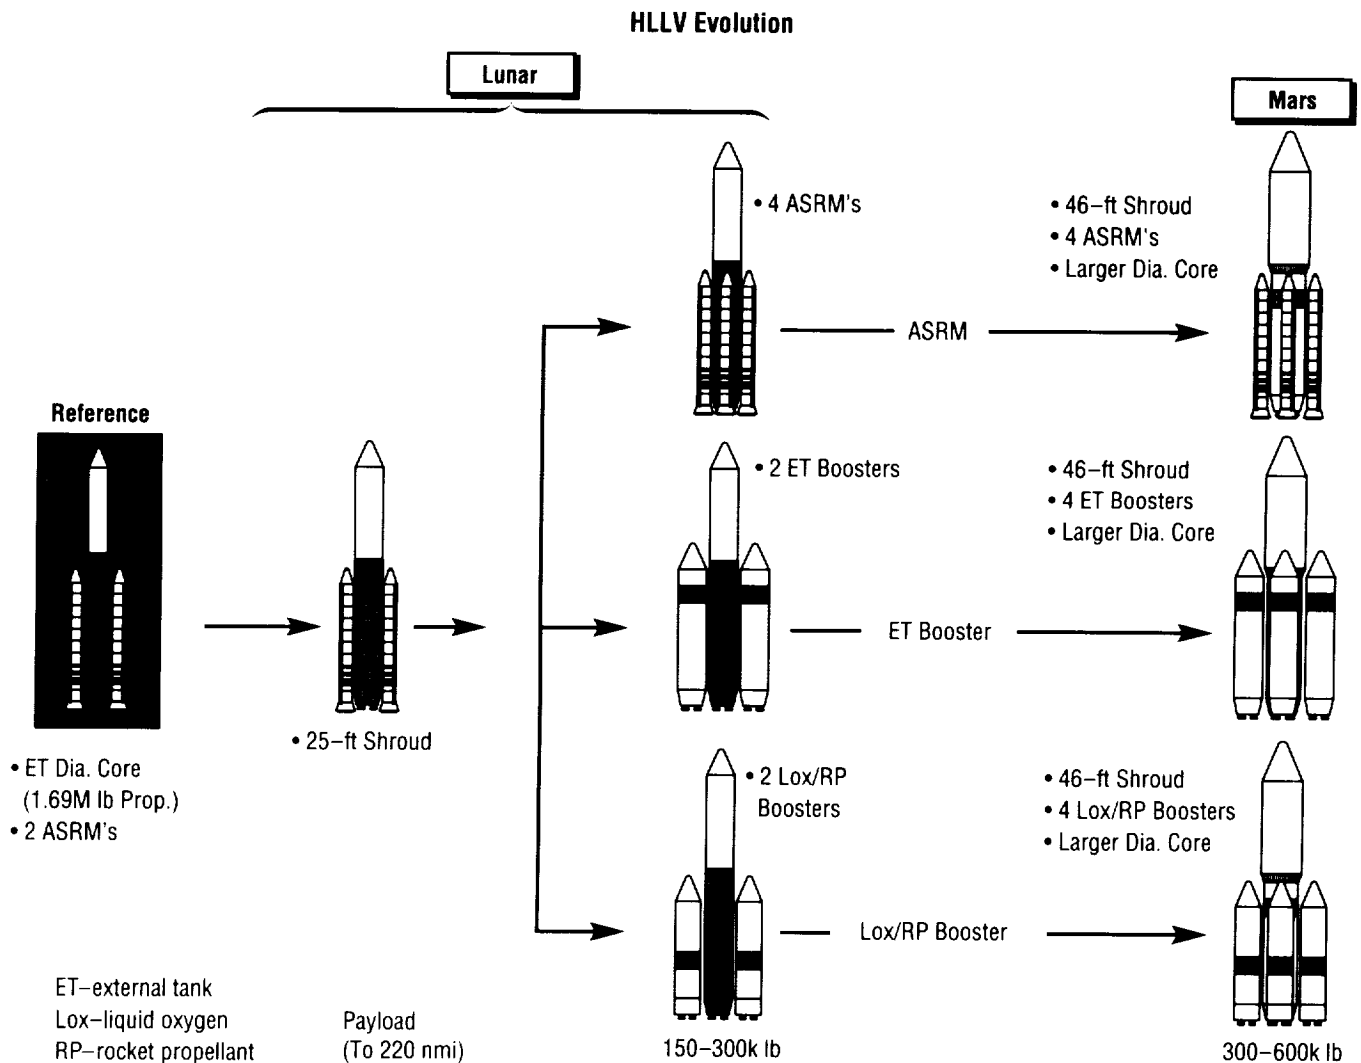 HLLV Evolution
Lunar
Mars
• 4 ASRM's
• 46–ft Shroud
• 4 ASRM's
• Larger Dia. Core
ASRM
Reference
• 2 ET Boosters
• 46–ft Shroud
• 4 ET Boosters
• Larger Dia. Core
ET Booster
• 25–ft Shroud
• ET Dia. Core
(1.69M lb Prop.)
• 2 ASRM's
• 2 Lox/RP
Boosters
• 46–ft Shroud
• 4 Lox/RP Boosters
• Larger Dia. Core
Lox/RP Booster
ET–external tank
Lox–liquid oxygen
RP–rocket propellant
Payload
(To 220 nmi)
150–300k lb
300–600k lb